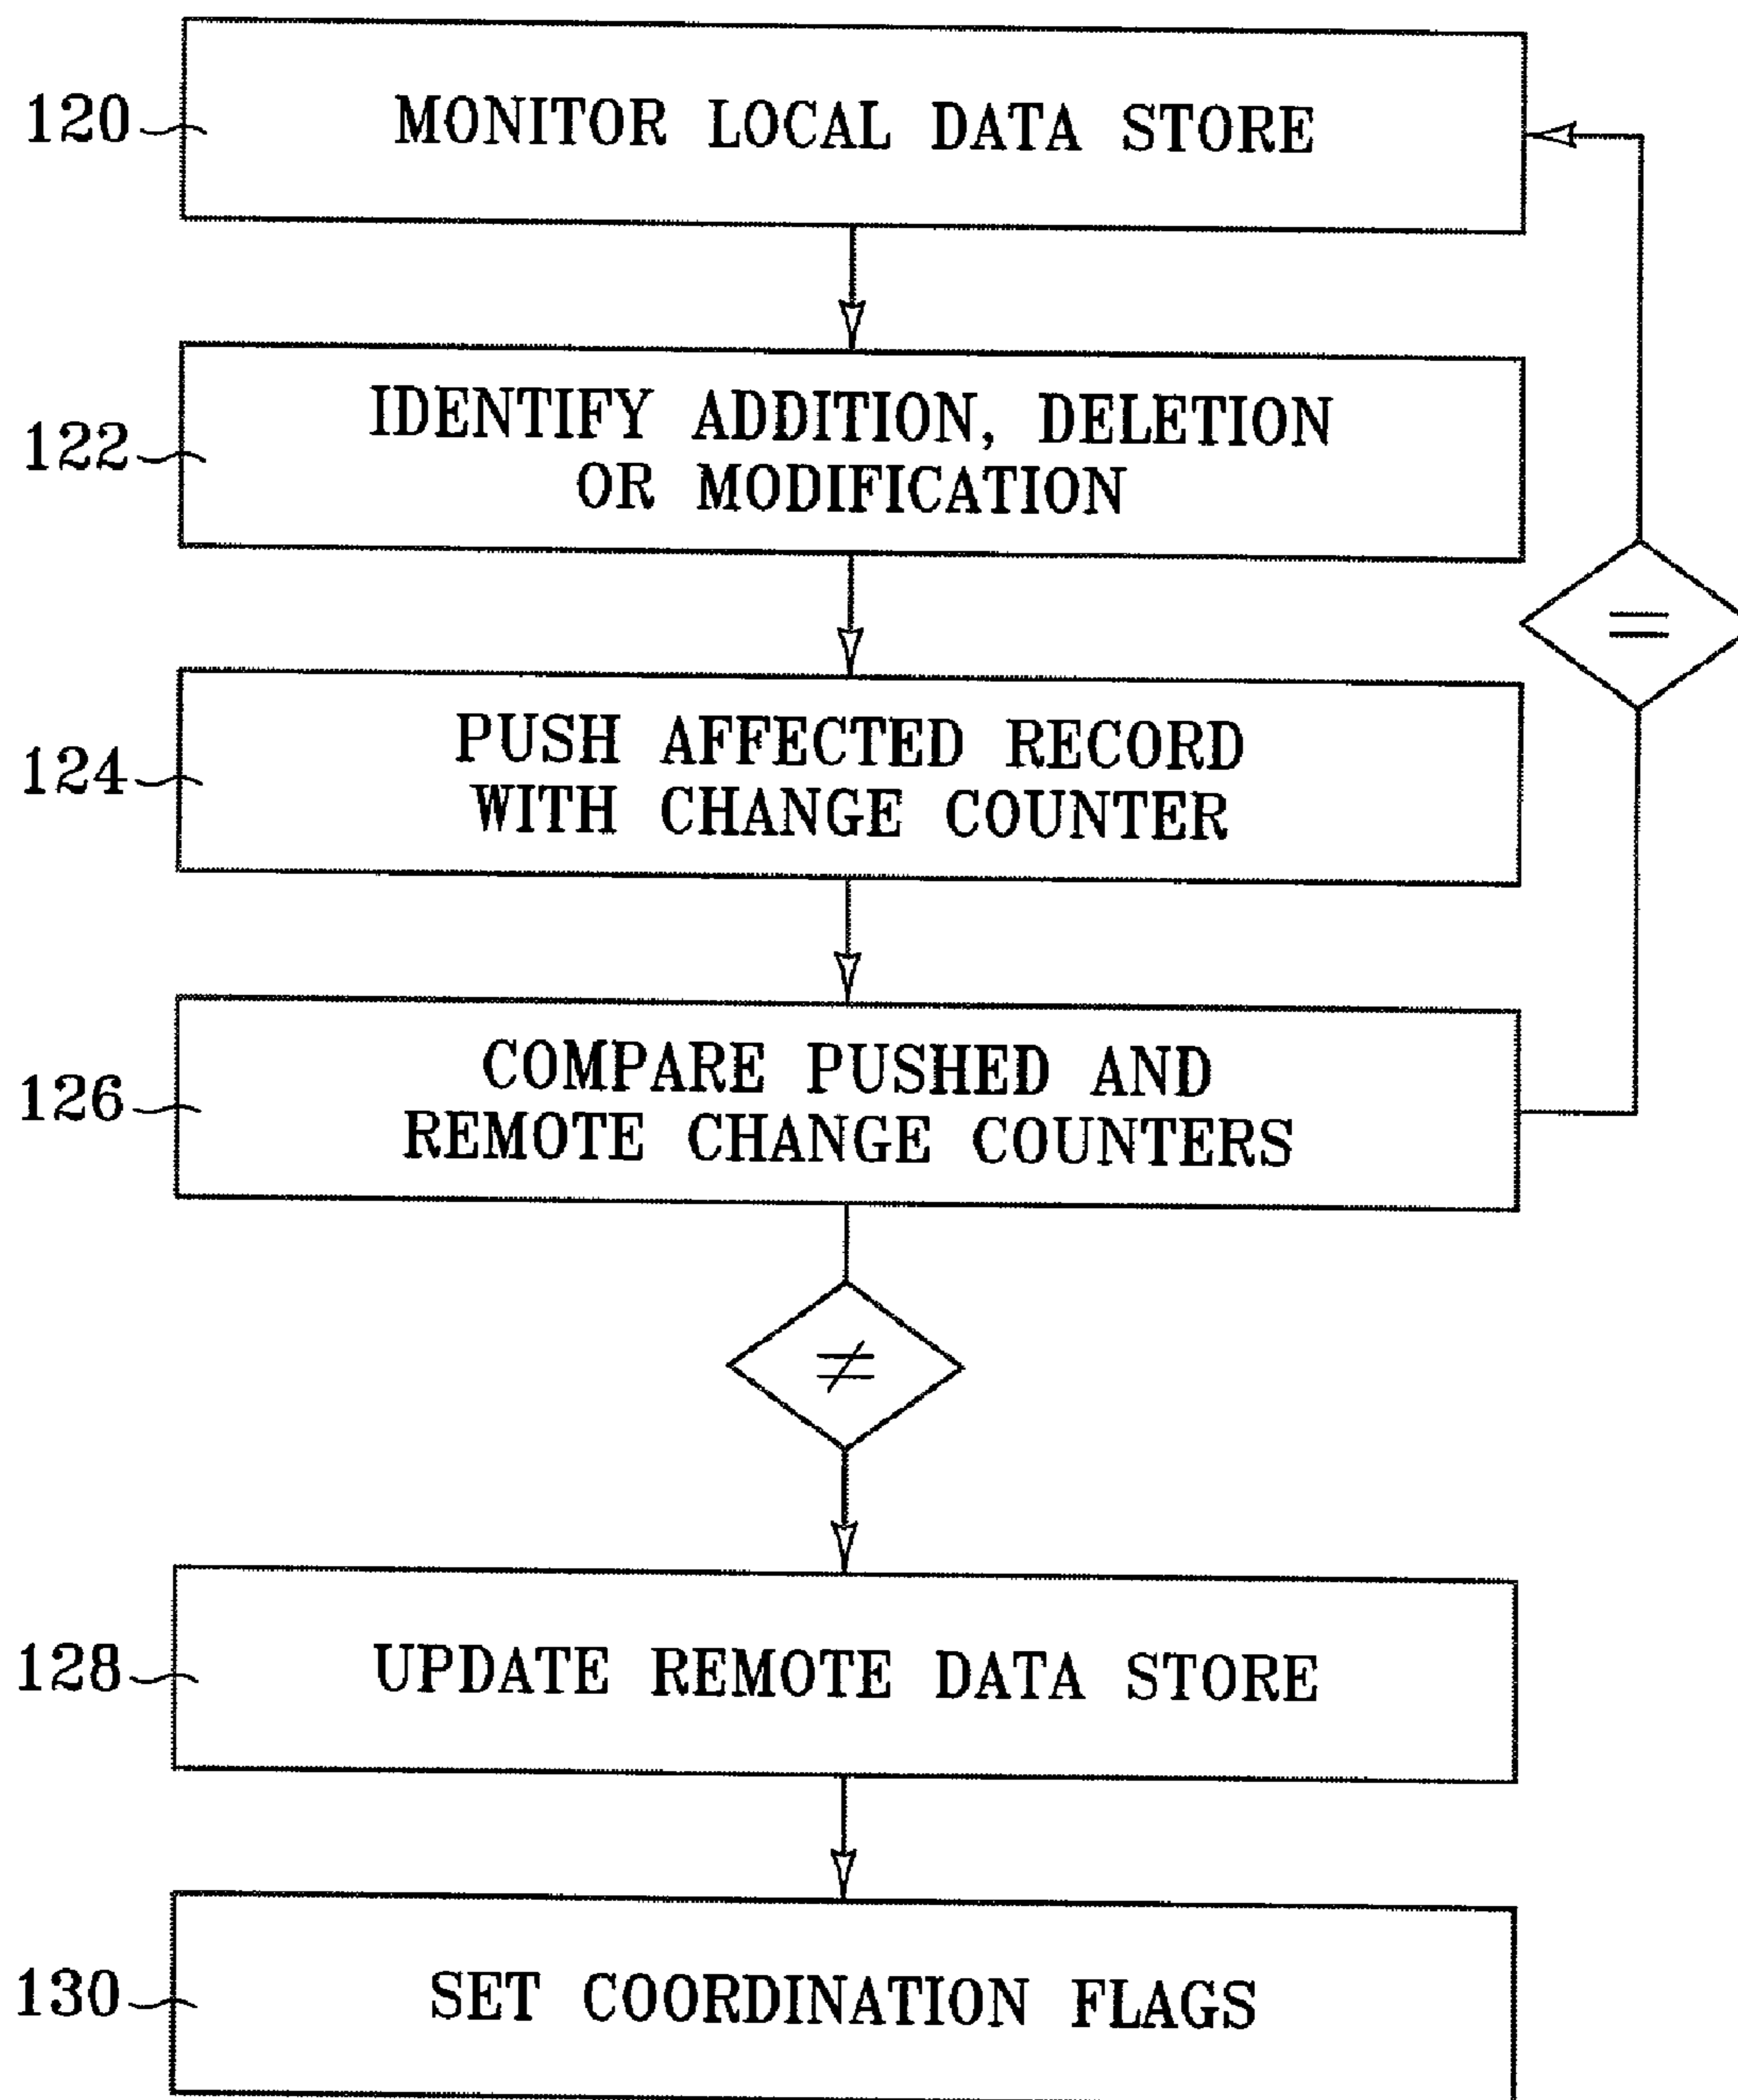 120
MONITOR LOCAL DATA STORE
122
IDENTIFY ADDITION, DELETION
OR MODIFICATION
=
124
PUSH AFFECTED RECORD
WITH CHANGE COUNTER
126
COMPARE PUSHED AND
REMOTE CHANGE COUNTERS
≠
128
UPDATE REMOTE DATA STORE
130
SET COORDINATION FLAGS